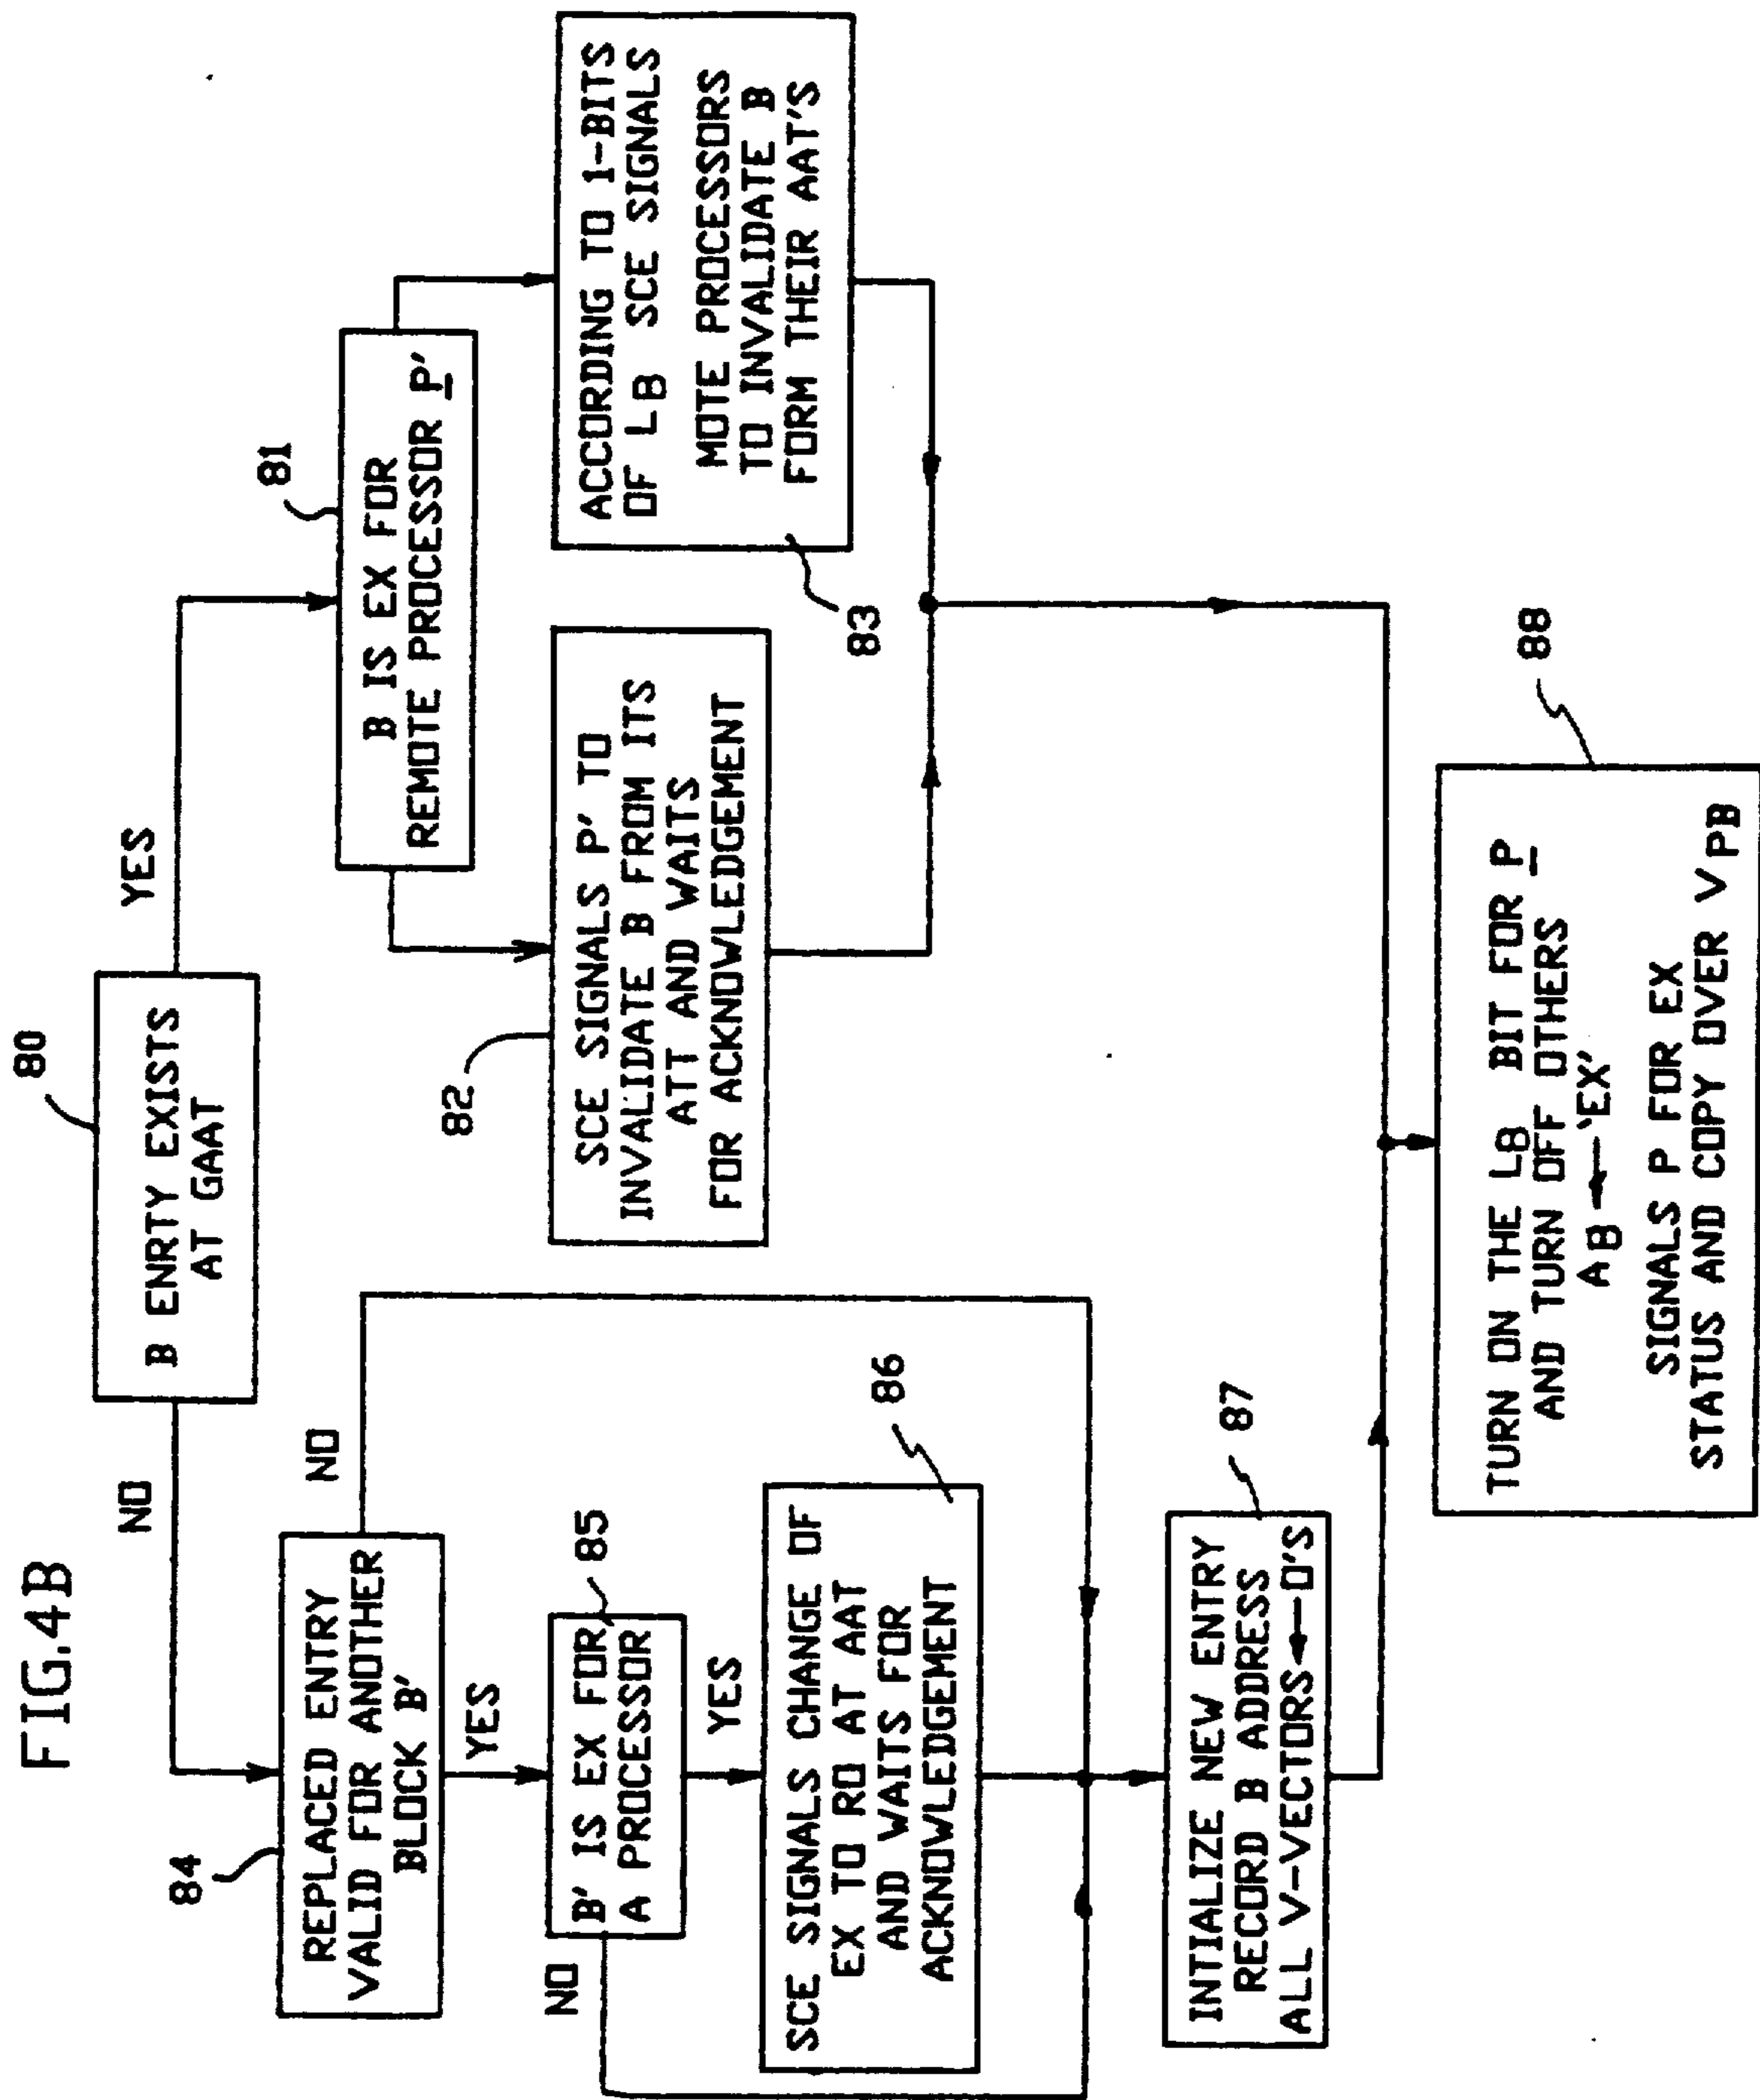 FIG.4B
80
B ENRTY EXISTS
AT GAAT
NO
YES
84
REPLACED ENTRY
VALID FOR ANOTHER
BLOCK B'
NO
YES
85
B' IS EX FOR
A PROCESSOR
NO
YES
86
SCE SIGNALS CHANGE OF
EX TO RO AT AAT
AND WAITS FOR
ACKNOWLEDGEMENT
87
INTIALIZE NEW ENTRY
RECORD B ADDRESS
ALL V-VECTORS←0'S
81
B IS EX FOR
REMOTE PROCESSOR P'
82
SCE SIGNALS P' TO
INVALIDATE B FROM ITS
ATT AND WAITS
FOR ACKNOWLEDGEMENT
83
ACCORDING TO 1-BITS
OF LB SCE SIGNALS
MOTE PROCESSORS
TO INVALIDATE B
FORM THEIR AAT'S
88
TURN ON THE LB BIT FOR P
AND TURN OFF OTHERS
AB←'EX'
SIGNALS P FOR EX
STATUS AND COPY OVER VPB